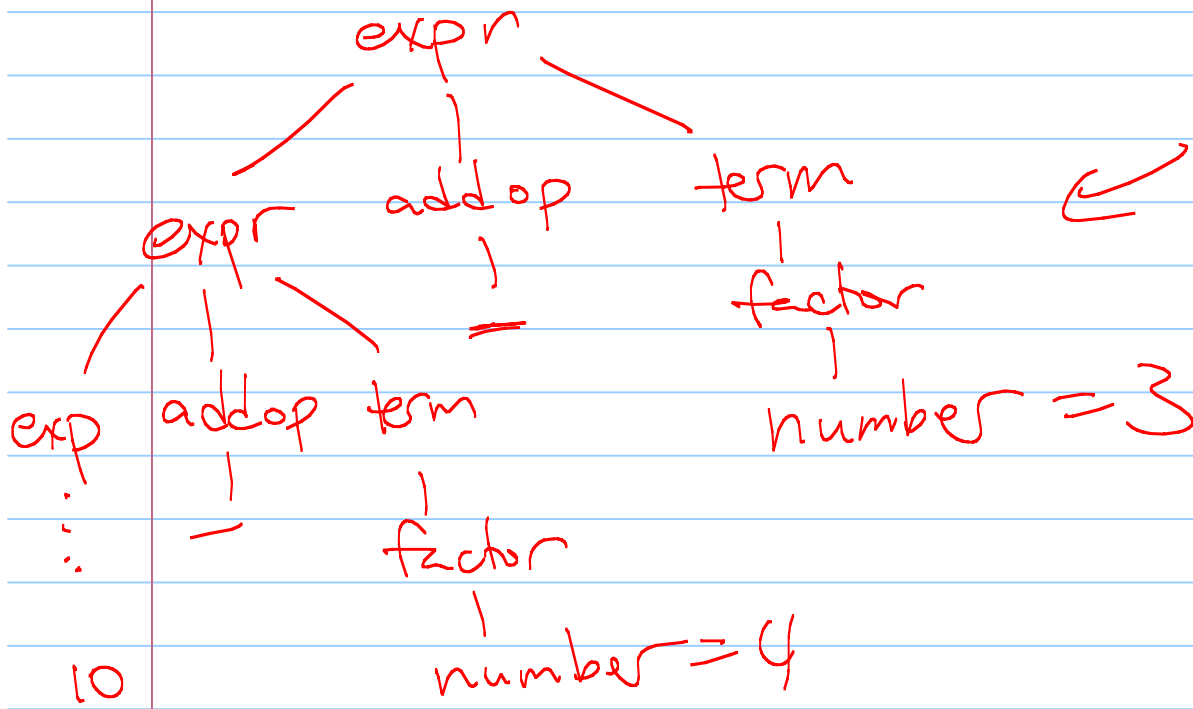 expr
expr addop term
-
factor
exp addop term number = 3
-
factor
10 number = 4